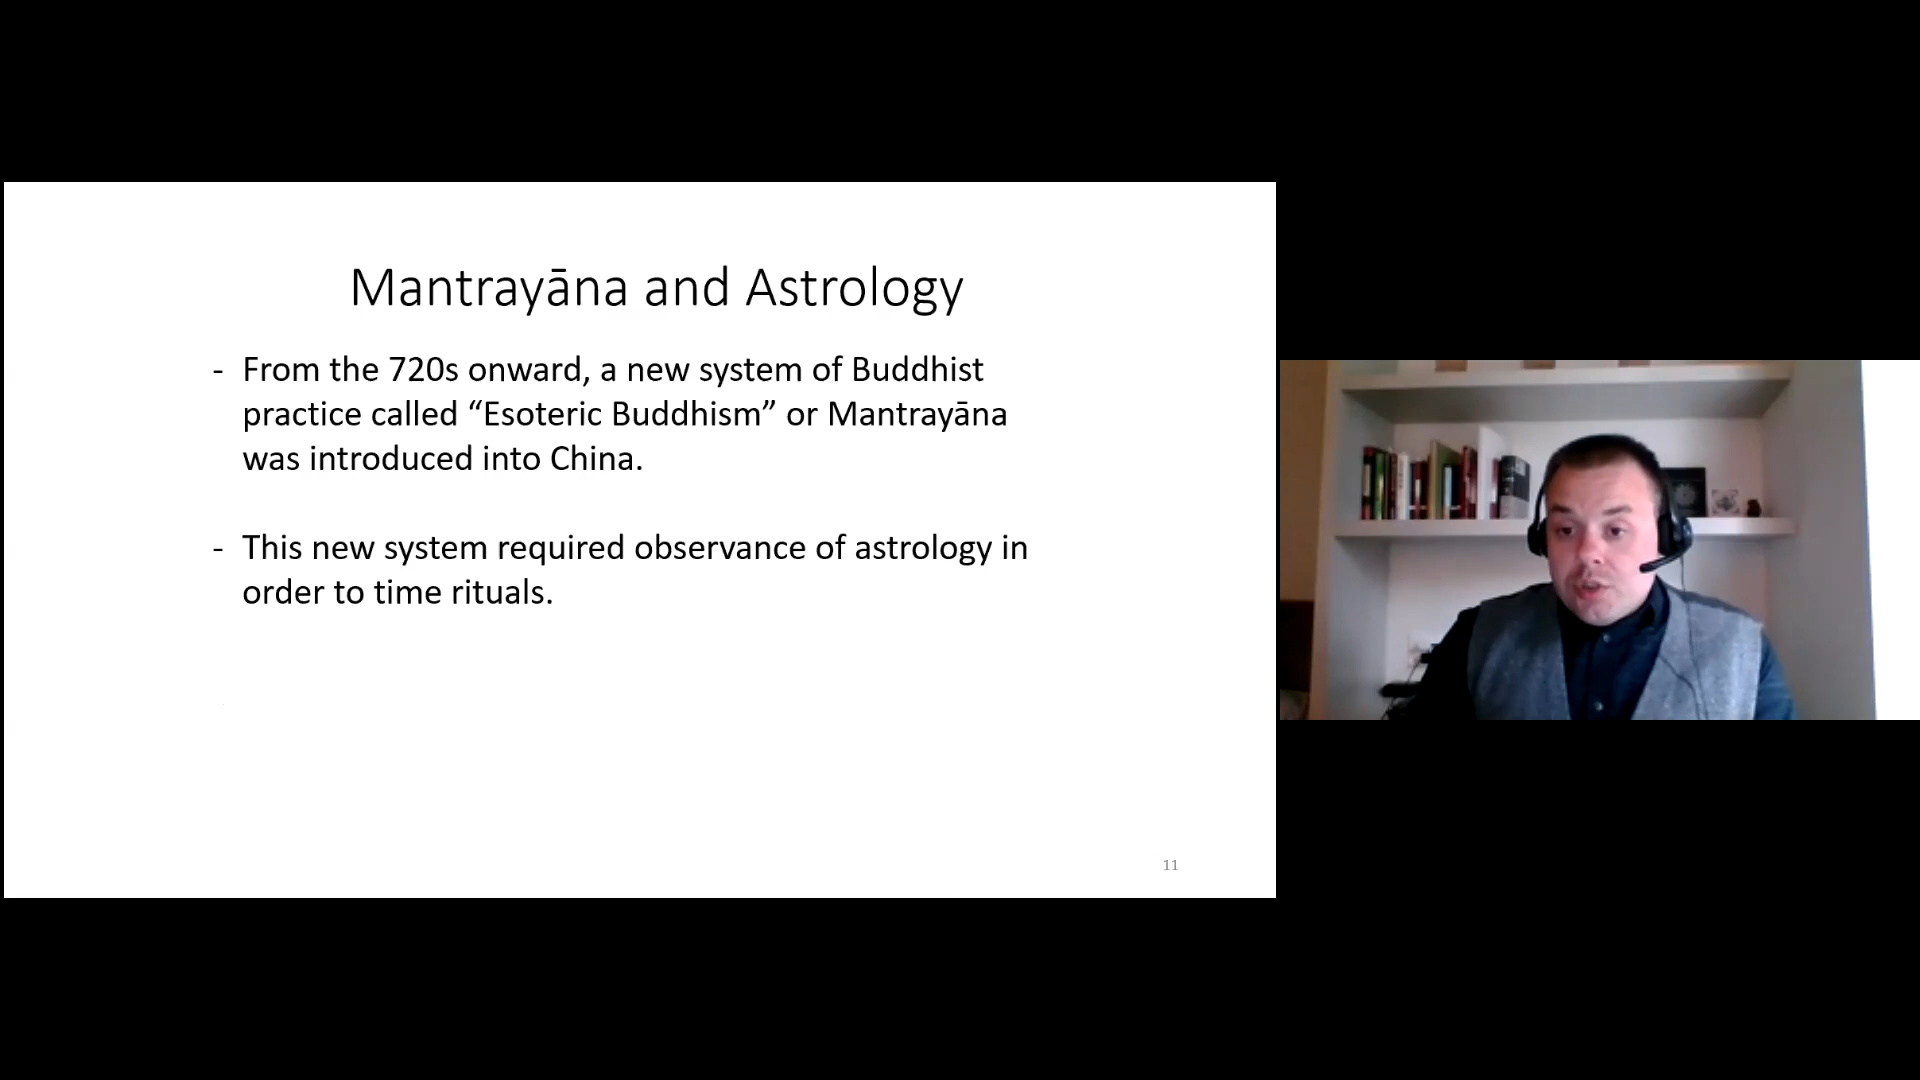 Mantrayāna and Astrology
- From the 720s onward, a new system of Buddhist
practice called “Esoteric Buddhism” or Mantrayāna
was introduced into China.
- This new system required observance of astrology in
order to time rituals.
11